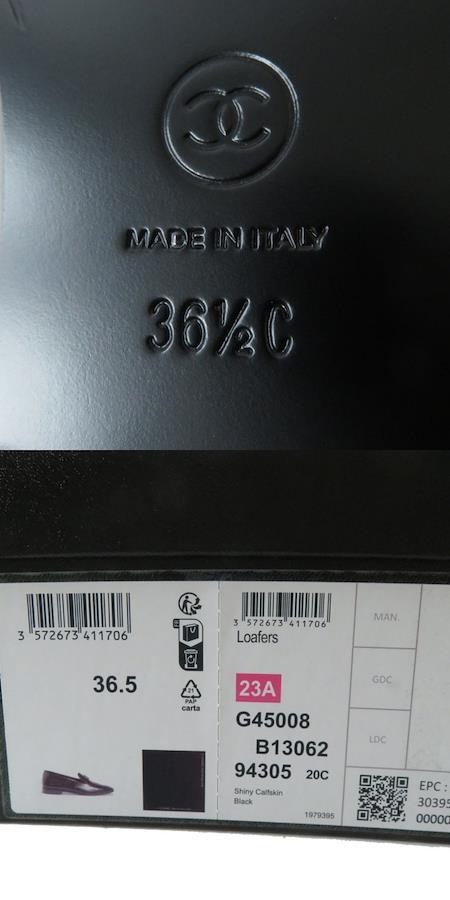 MADE IN ITALY
36½C
3 572673 411706
36.5
21
PAP
carta
3 572673 411706
Loafers
23A
G45008
B13062
94305 20C
Shiny Calfskin
Black
1979395
MAN.
GDC
LDC
EPC :
30395
00000